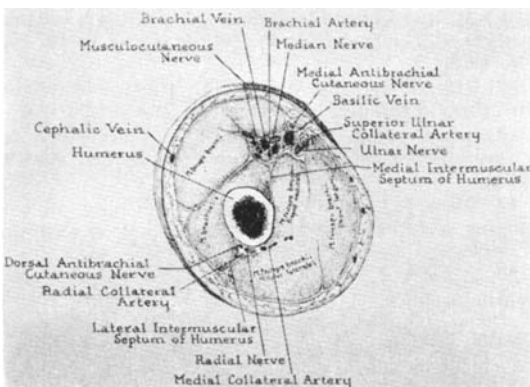 Brachial Vein
Brachial Artery
Musculocutaneous
Nerve
Median Nerve
Medial Antibrachial
Cutaneous Nerve
Basilic Vein
Superior Ulnar
Collateral Artery
Ulnar Nerve
Medial Intermuscular
Septum of Humerus
Cephalic Vein
Humerus
Dorsal Antibrachial
Cutaneous Nerve
Radial Collateral
Artery
Lateral Intermuscular
Septum of Humerus
Radial Nerve
Medial Collateral Artery